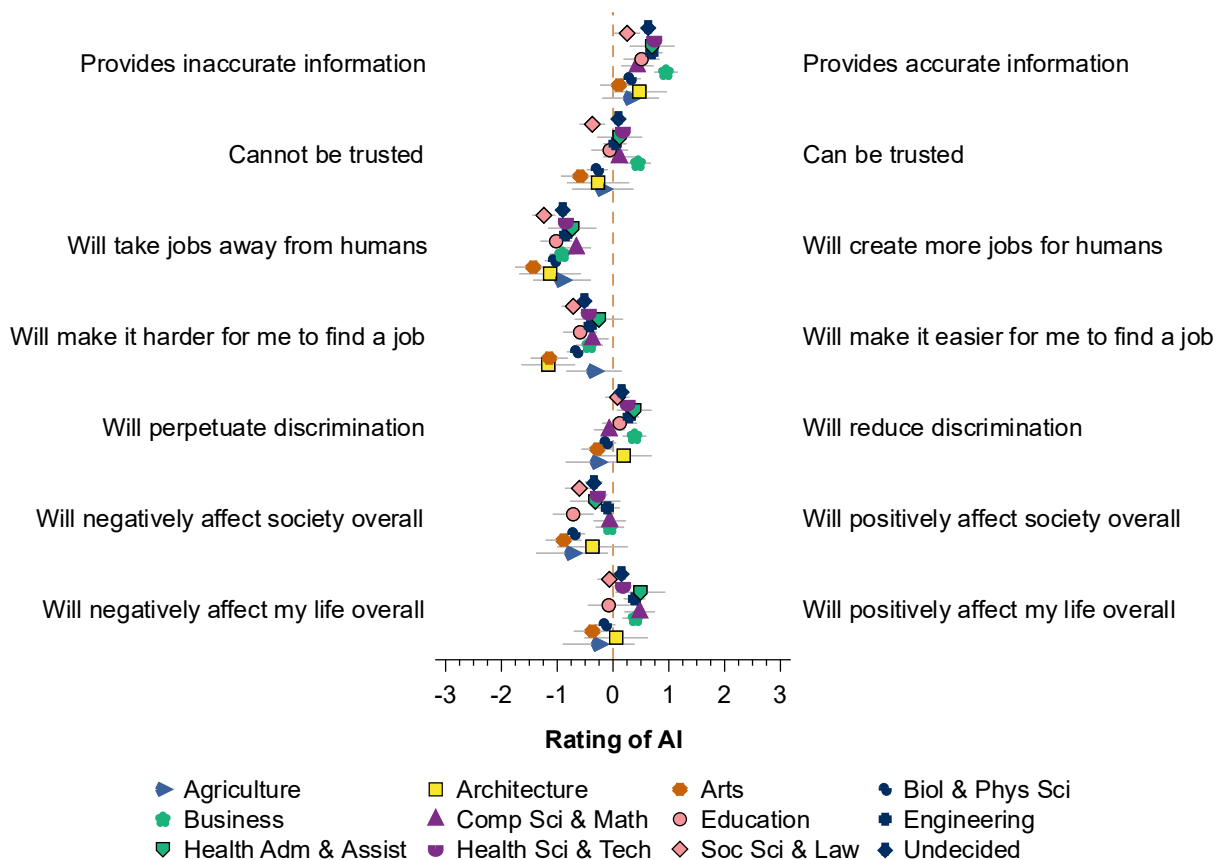 Provides inaccurate information Provides accurate information
Cannot be trusted Can be trusted
Will take jobs away from humans Will create more jobs for humans
Will make it harder for me to find a job Will make it easier for me to find a job
Will perpetuate discrimination Will reduce discrimination
Will negatively affect society overall Will positively affect society overall
Will negatively affect my life overall Will positively affect my life overall
-3 -2 -1 0 1 2 3
Rating of AI
Agriculture Architecture Arts Biol & Phys Sci
Business Comp Sci & Math Education Engineering
Health Adm & Assist Health Sci & Tech Soc Sci & Law Undecided